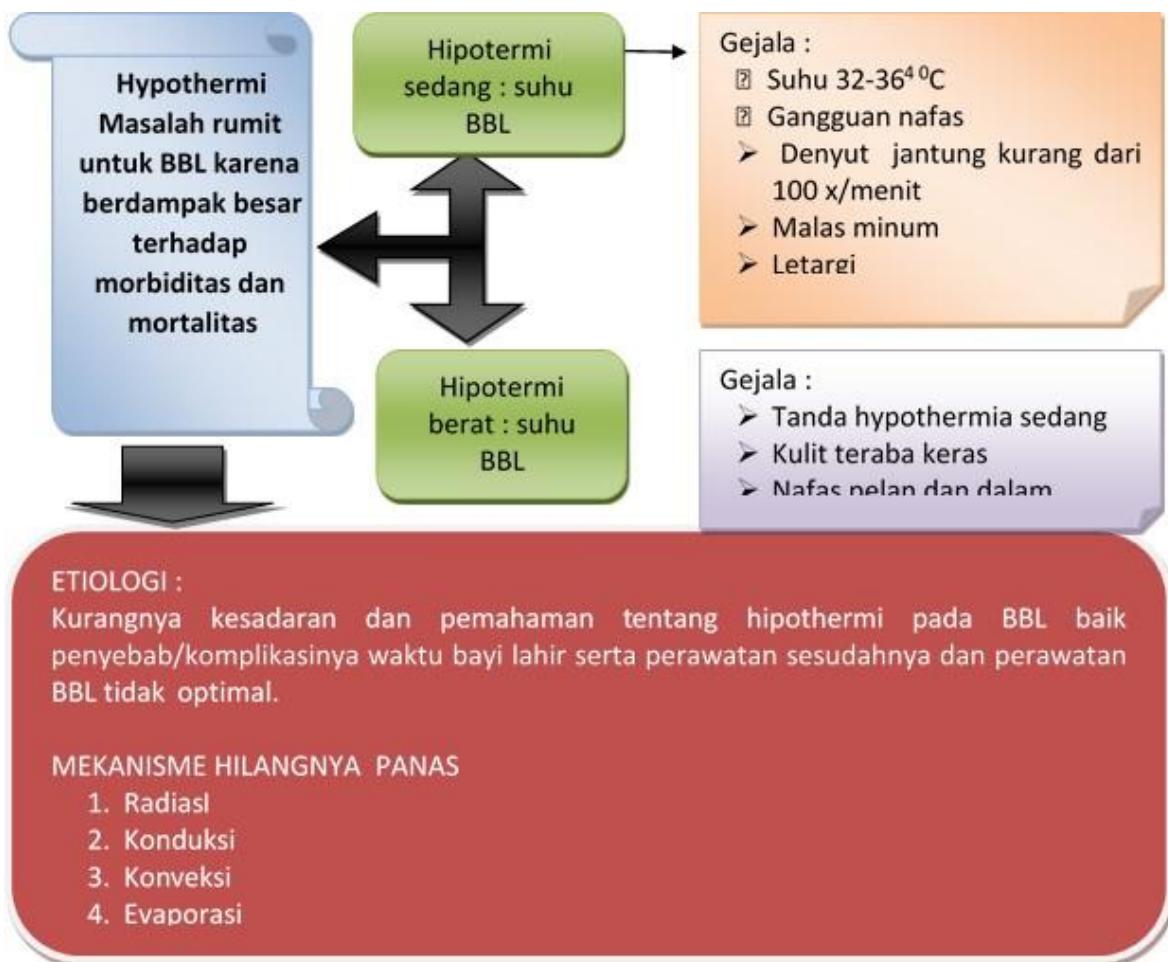 Hypothermi
Masalah rumit
untuk BBL karena
berdampak besar
terhadap
morbiditas dan
mortalitas
Hipotermi
sedang : suhu
BBL
Gejala :
Suhu 32-36⁴ ⁰C
Gangguan nafas
➢ Denyut jantung kurang dari
100 x/menit
➢ Malas minum
➢ Letargi
Hipotermi
berat : suhu
BBL
Gejala :
➢ Tanda hypothermia sedang
➢ Kulit teraba keras
➢ Nafas pelan dan dalam
ETIOLOGI :
Kurangnya kesadaran dan pemahaman tentang hipothermi pada BBL baik
penyebab/komplikasinya waktu bayi lahir serta perawatan sesudahnya dan perawatan
BBL tidak optimal.
MEKANISME HILANGNYA PANAS
1. RadiasI
2. Konduksi
3. Konveksi
4. Evaporasi